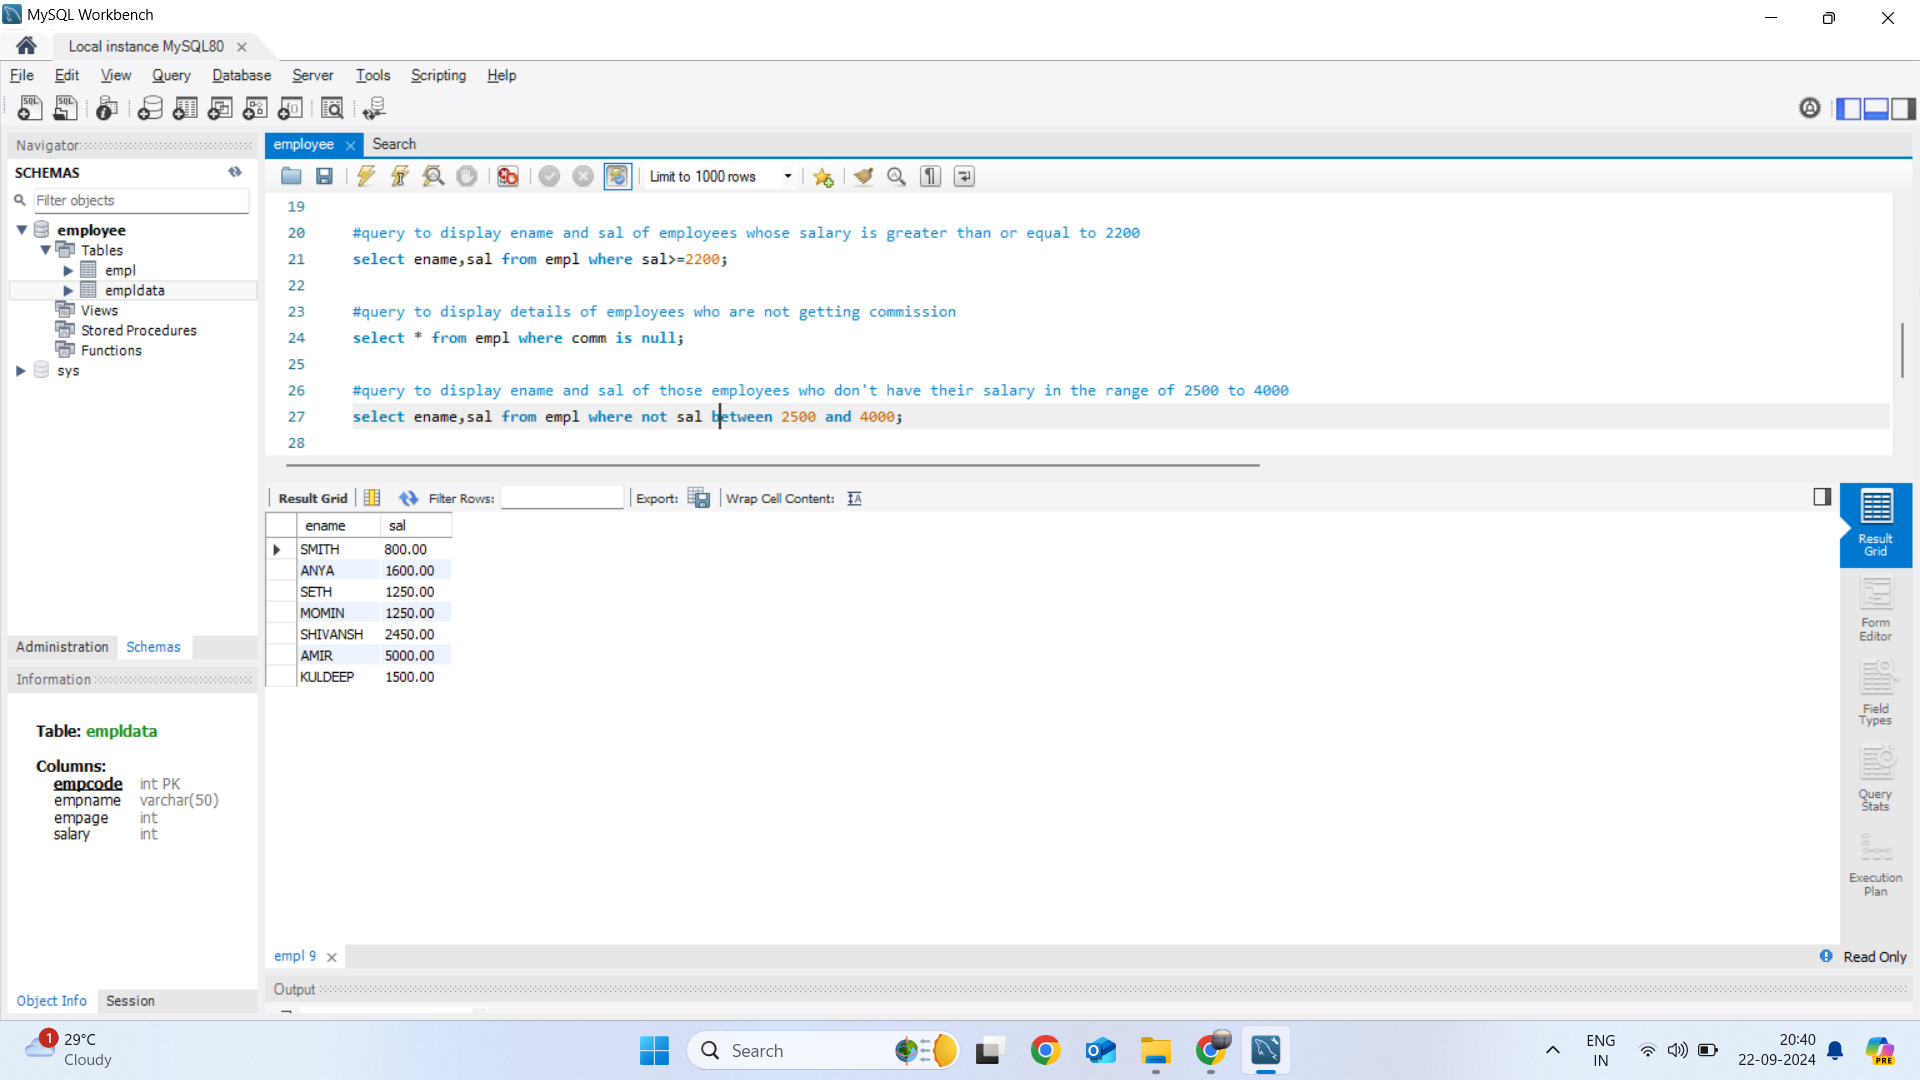 MySQL Workbench
Local instance MySQL80
File Edit View Query Database Server Tools Scripting Help
Navigator
SCHEMAS
Filter objects
employee
Tables
empl
empldata
Views
Stored Procedures
Functions
sys
Administration Schemas
Information
Table: empldata
Columns:
empcode int PK
empname varchar(50)
empage int
salary int
Object Info Session
employee Search
Limit to 1000 rows
19
20 #query to display ename and sal of employees whose salary is greater than or equal to 2200
21 select ename,sal from empl where sal>=2200;
22
23 #query to display details of employees who are not getting commission
24 select * from empl where comm is null;
25
26 #query to display ename and sal of those employees who don't have their salary in the range of 2500 to 4000
27 select ename,sal from empl where not sal between 2500 and 4000;
28
Result Grid Filter Rows: Export: Wrap Cell Content:
ename sal
SMITH 800.00
ANYA 1600.00
SETH 1250.00
MOMIN 1250.00
SHIVANSH 2450.00
AMIR 5000.00
KULDEEP 1500.00
Result
Grid
Form
Editor
Field
Types
Query
Stats
Execution
Plan
empl 9
Read Only
Output
1
29°C
Cloudy
Search
ENG
IN
20:40
22-09-2024
PRE